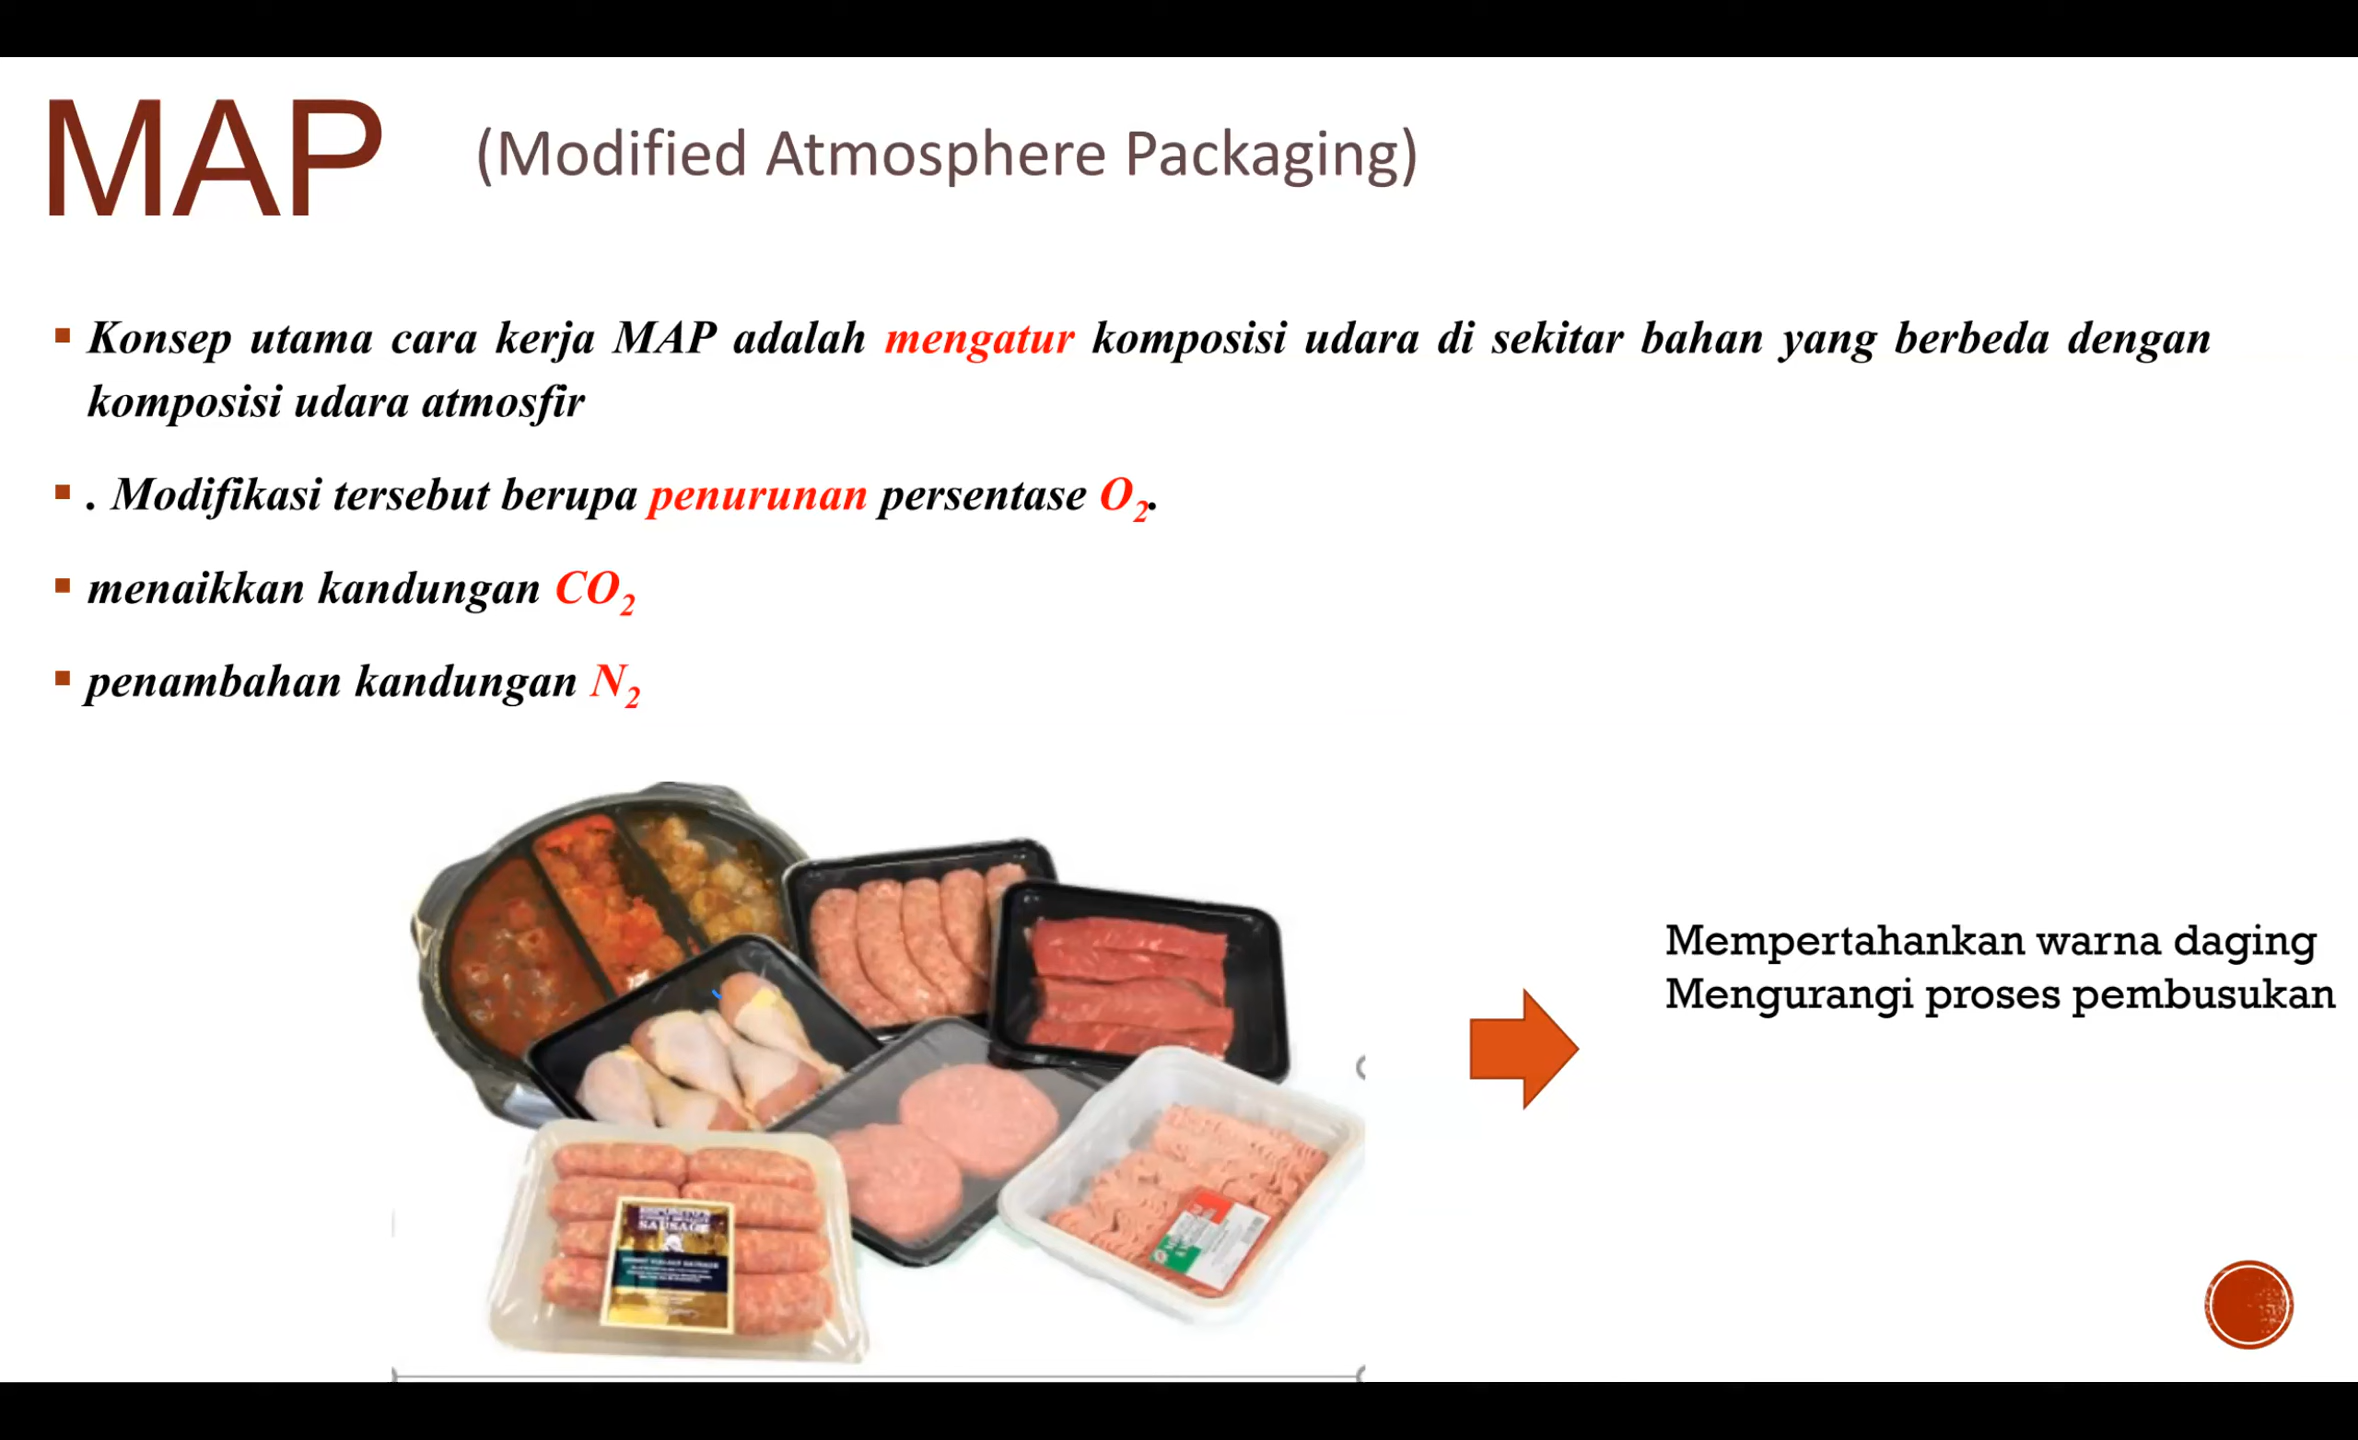 MAP (Modified Atmosphere Packaging)
Konsep utama cara kerja MAP adalah mengatur komposisi udara di sekitar bahan yang berbeda dengan
komposisi udara atmosfir
. Modifikasi tersebut berupa penurunan persentase O₂.
menaikkan kandungan CO₂
penambahan kandungan N₂
Mempertahankan warna daging
Mengurangi proses pembusukan
SAUSAGE